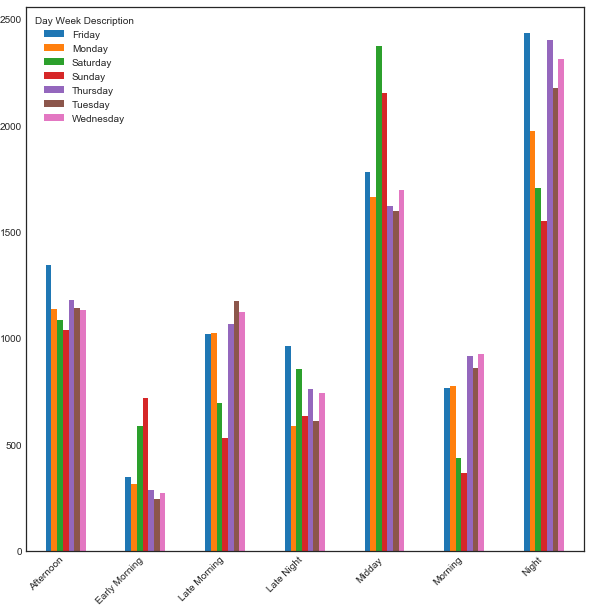 Day Week Description
Friday
Monday
Saturday
Sunday
Thursday
Tuesday
Wednesday
2500
2000
1500
1000
500
0
Afternoon
Early Morning
Late Morning
Late Night
Midday
Morning
Night